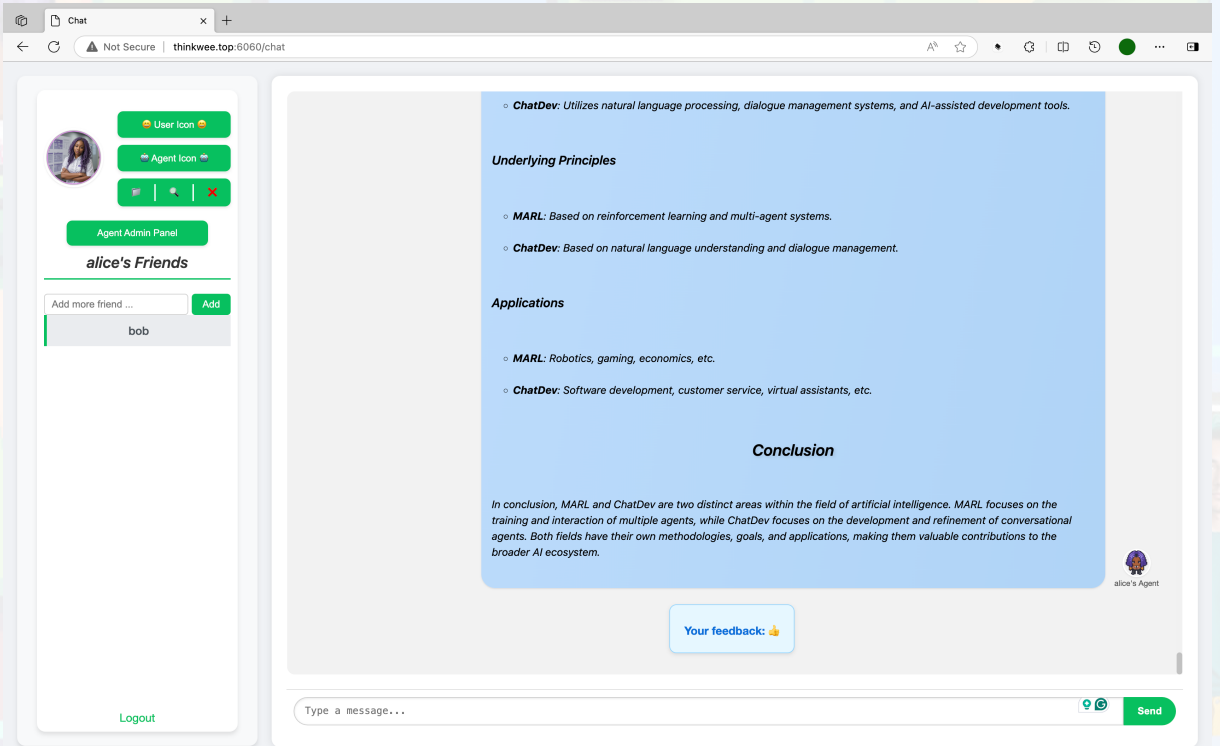 Chat
Not Secure
thinkwee.top:6060/chat
User Icon
Agent Icon
Agent Admin Panel
alice's Friends
Add more friend ...
Add
bob
Logout
ChatDev: Utilizes natural language processing, dialogue management systems, and AI-assisted development tools.
Underlying Principles
MARL: Based on reinforcement learning and multi-agent systems.
ChatDev: Based on natural language understanding and dialogue management.
Applications
MARL: Robotics, gaming, economics, etc.
ChatDev: Software development, customer service, virtual assistants, etc.
Conclusion
In conclusion, MARL and ChatDev are two distinct areas within the field of artificial intelligence. MARL focuses on the
training and interaction of multiple agents, while ChatDev focuses on the development and refinement of conversational
agents. Both fields have their own methodologies, goals, and applications, making them valuable contributions to the
broader AI ecosystem.
alice's Agent
Your feedback: 👍
Type a message...
Send